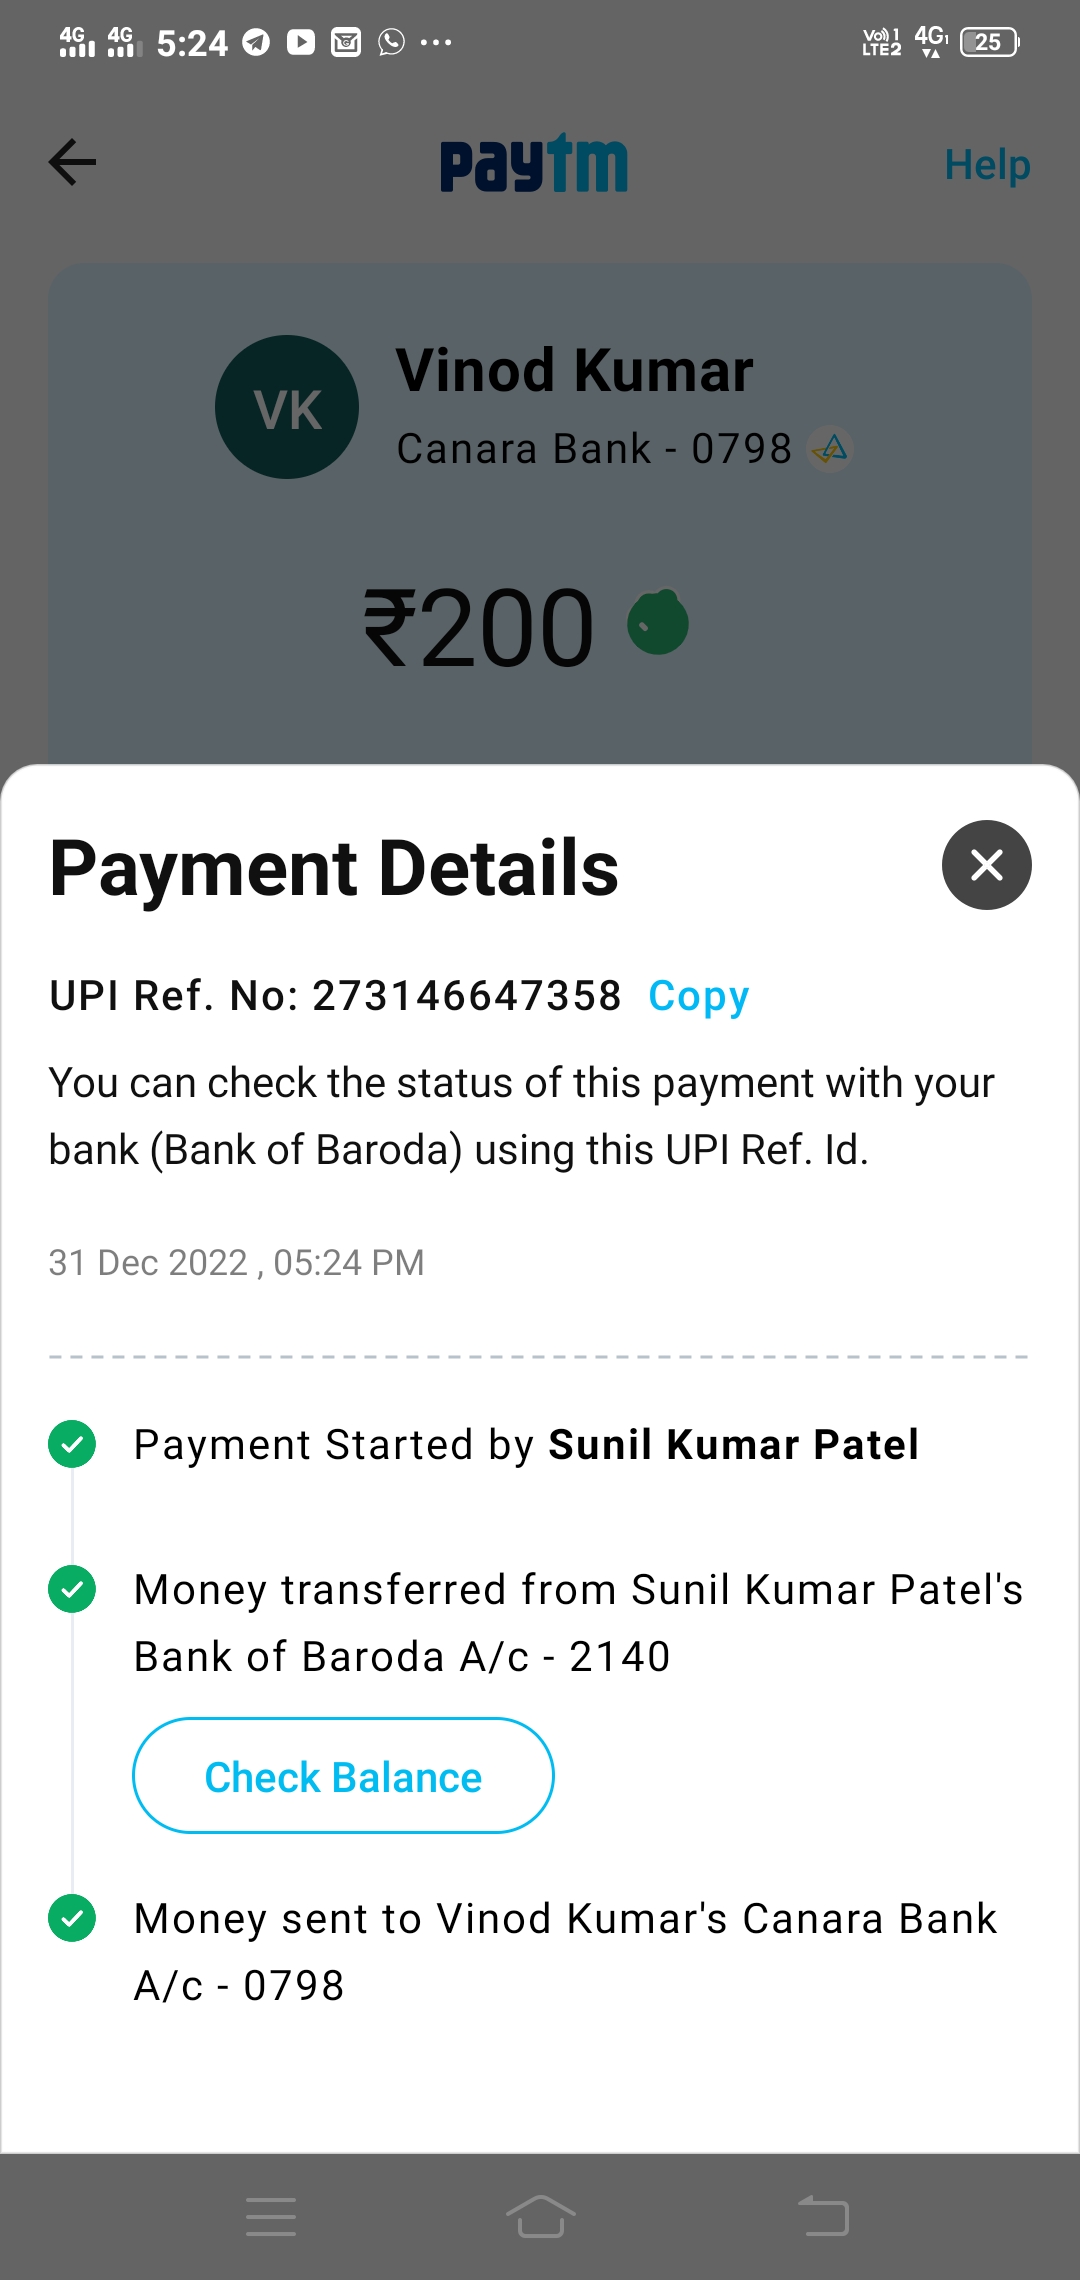 4G 4G 5:24 Vo) 1 LTE2 4G 1 25
paytm Help
VK Vinod Kumar
Canara Bank - 0798
₹200
Payment Details
UPI Ref. No: 273146647358 Copy
You can check the status of this payment with your
bank (Bank of Baroda) using this UPI Ref. Id.
31 Dec 2022 , 05:24 PM
Payment Started by Sunil Kumar Patel
Money transferred from Sunil Kumar Patel's
Bank of Baroda A/c - 2140
Check Balance
Money sent to Vinod Kumar's Canara Bank
A/c - 0798